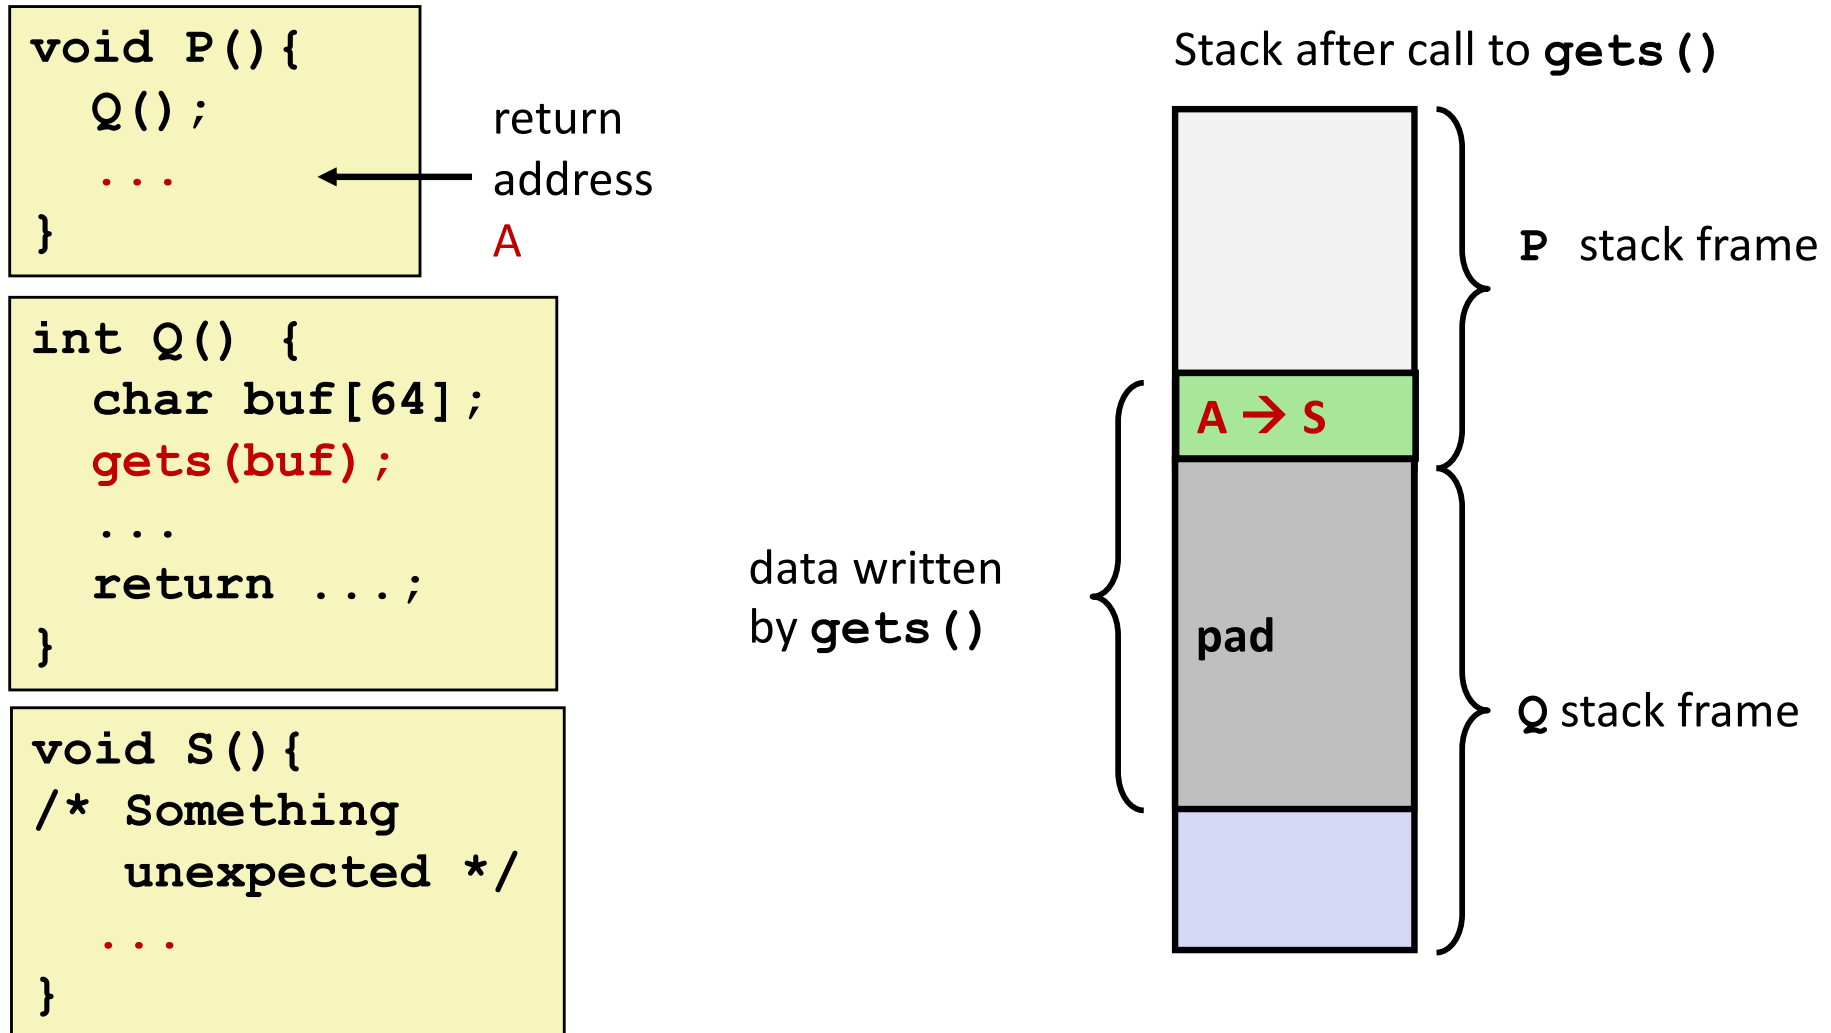 void P(){
  Q();
  ...
}
return
address
A
int Q() {
  char buf[64];
  gets(buf);
  ...
  return ...;
}
void S(){
/* Something
   unexpected */
  ...
}
Stack after call to gets()
A → S
pad
data written
by gets()
P stack frame
Q stack frame